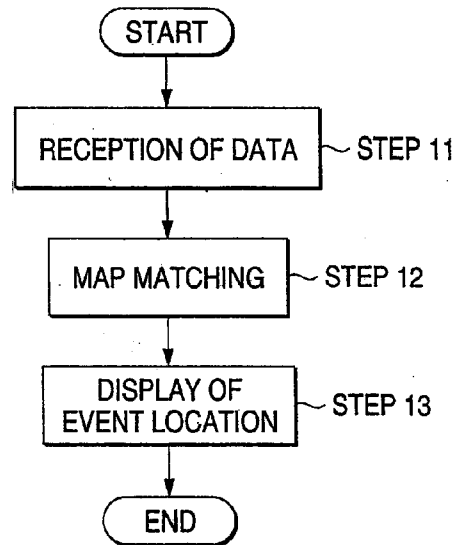 START
RECEPTION OF DATA
STEP 11
MAP MATCHING
STEP 12
DISPLAY OF
EVENT LOCATION
STEP 13
END